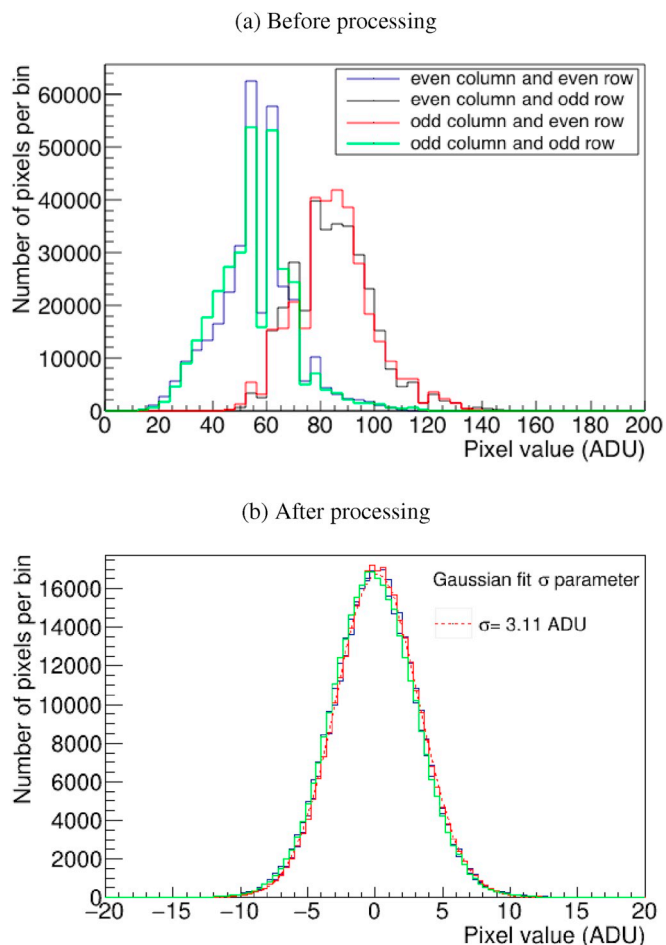 (a) Before processing
Number of pixels per bin
60000
50000
40000
30000
20000
10000
0
even column and even row
even column and odd row
odd column and even row
odd column and odd row
0 20 40 60 80 100 120 140 160 180 200
Pixel value (ADU)
(b) After processing
Number of pixels per bin
16000
14000
12000
10000
8000
6000
4000
2000
0
Gaussian fit σ parameter
σ= 3.11 ADU
−20 −15 −10 −5 0 5 10 15 20
Pixel value (ADU)